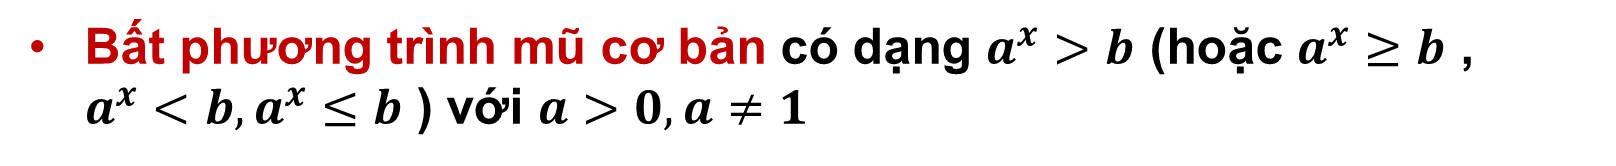 • Bất phương trình mũ cơ bản có dạng 𝒂ˣ > 𝒃 (hoặc 𝒂ˣ ≥ 𝒃 ,
𝒂ˣ < 𝒃, 𝒂ˣ ≤ 𝒃 ) với 𝒂 > 𝟎, 𝒂 ≠ 𝟏